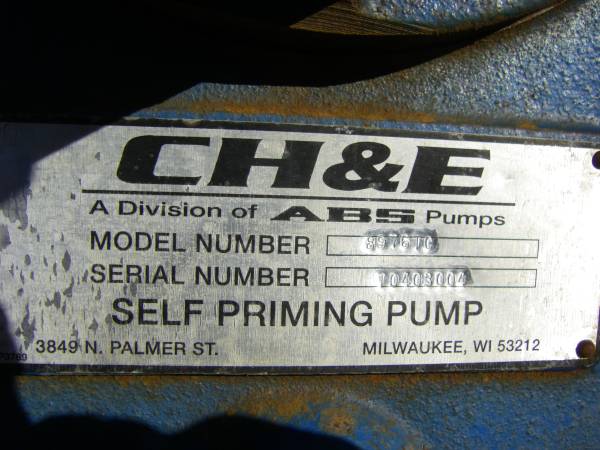 CH&E
A Division of ABS Pumps
MODEL NUMBER
SERIAL NUMBER 10403004
SELF PRIMING PUMP
3849 N. PALMER ST. MILWAUKEE, WI 53212